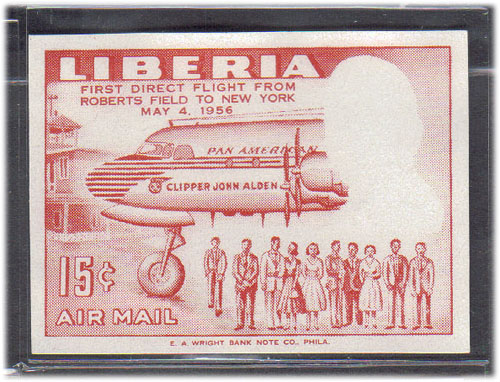 LIBERIA
FIRST DIRECT FLIGHT FROM
ROBERTS FIELD TO NEW YORK
MAY 4, 1956
PAN AMERICAN
CLIPPER JOHN ALDEN
15¢
AIR MAIL
E. A. WRIGHT BANK NOTE CO., PHILA.